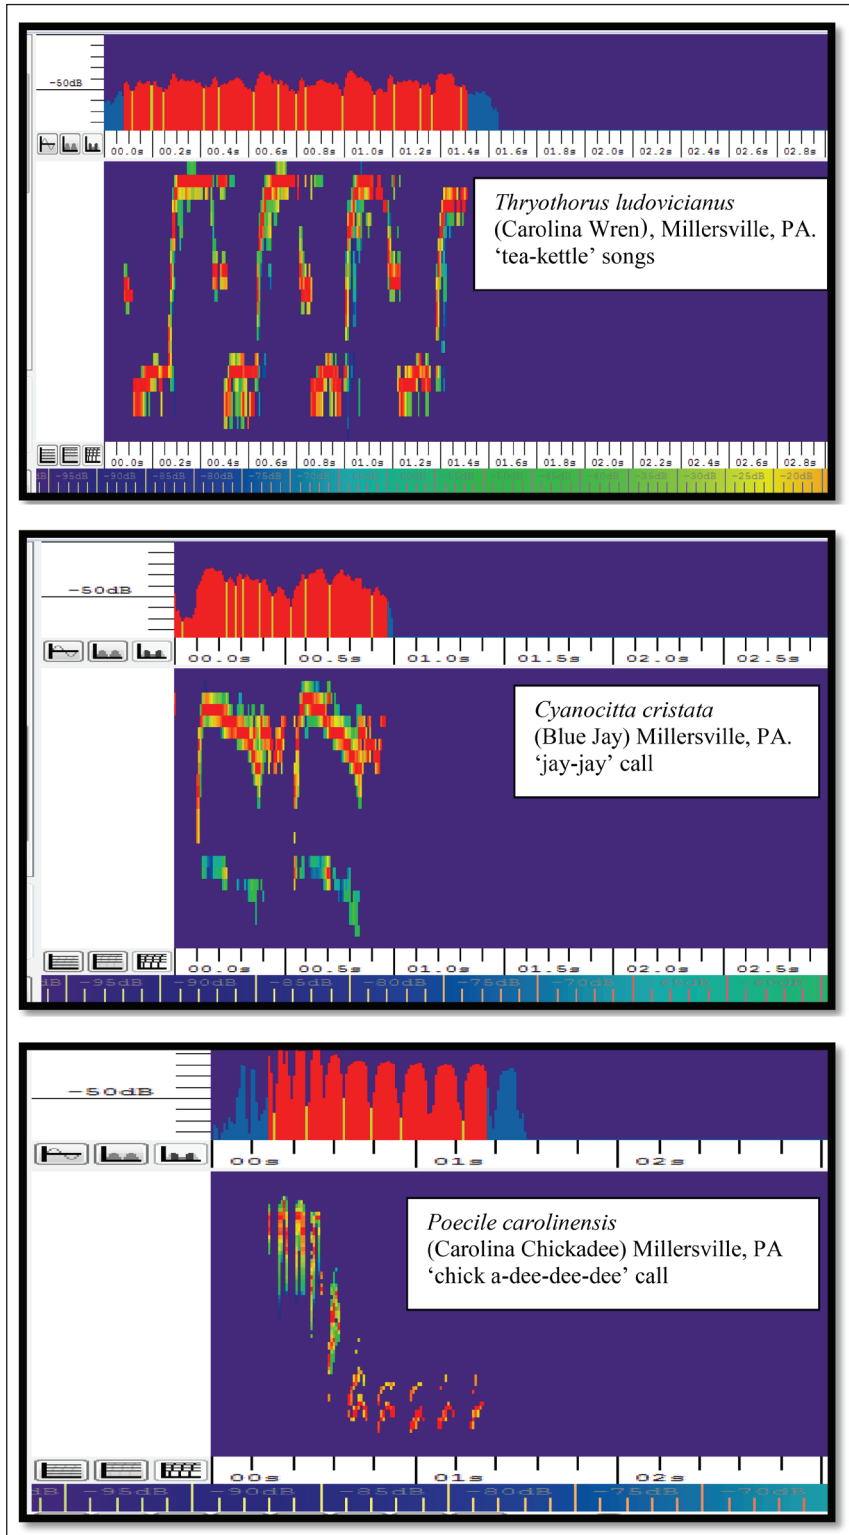 -50dB
00.0s 00.2s 00.4s 00.6s 00.8s 01.0s 01.2s 01.4s 01.6s 01.8s 02.0s 02.2s 02.4s 02.6s 02.8s
Thryothorus ludovicianus
(Carolina Wren), Millersville, PA.
‘tea-kettle’ songs
00.0s 00.2s 00.4s 00.6s 00.8s 01.0s 01.2s 01.4s 01.6s 01.8s 02.0s 02.2s 02.4s 02.6s 02.8s
dB -95dB -90dB -85dB -80dB -75dB -70dB -35dB -30dB -25dB -20dB
-50dB
00.0s 00.5s 01.0s 01.5s 02.0s 02.5s
Cyanocitta cristata
(Blue Jay) Millersville, PA.
‘jay-jay’ call
00.0s 00.5s 01.0s 01.5s 02.0s 02.5s
dB -95dB -90dB -85dB -80dB -75dB -70dB
-50dB
00s 01s 02s
Poecile carolinensis
(Carolina Chickadee) Millersville, PA
‘chick a-dee-dee-dee’ call
00s 01s 02s
dB -95dB -90dB -85dB -80dB -75dB -70dB